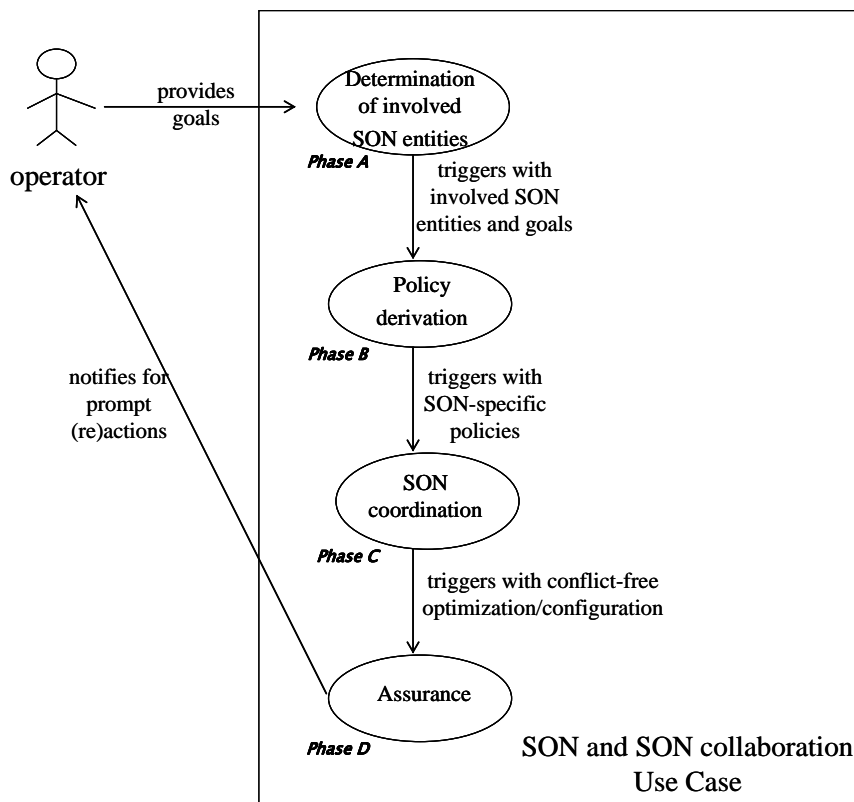 operator
provides
goals
Determination
of involved
SON entities
Phase A
triggers with
involved SON
entities and goals
Policy
derivation
Phase B
triggers with
SON-specific
policies
notifies for
prompt
(re)actions
SON
coordination
Phase C
triggers with conflict-free
optimization/configuration
Assurance
Phase D
SON and SON collaboration
Use Case